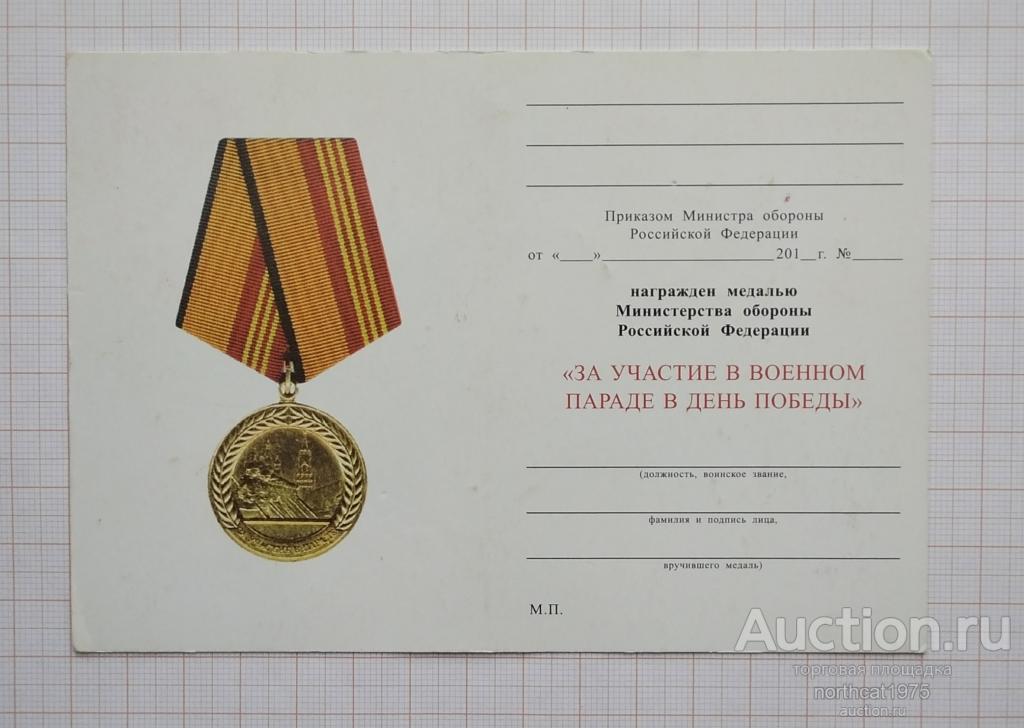 Приказом Министра обороны
Российской Федерации
от «____»______________________201__г. №______
награжден медалью
Министерства обороны
Российской Федерации
«ЗА УЧАСТИЕ В ВОЕННОМ
ПАРАДЕ В ДЕНЬ ПОБЕДЫ»
(должность, воинское звание,
фамилия и подпись лица,
вручившего медаль)
М.П.
Auction.ru
торговая площадка
northcat1975
auction.ru